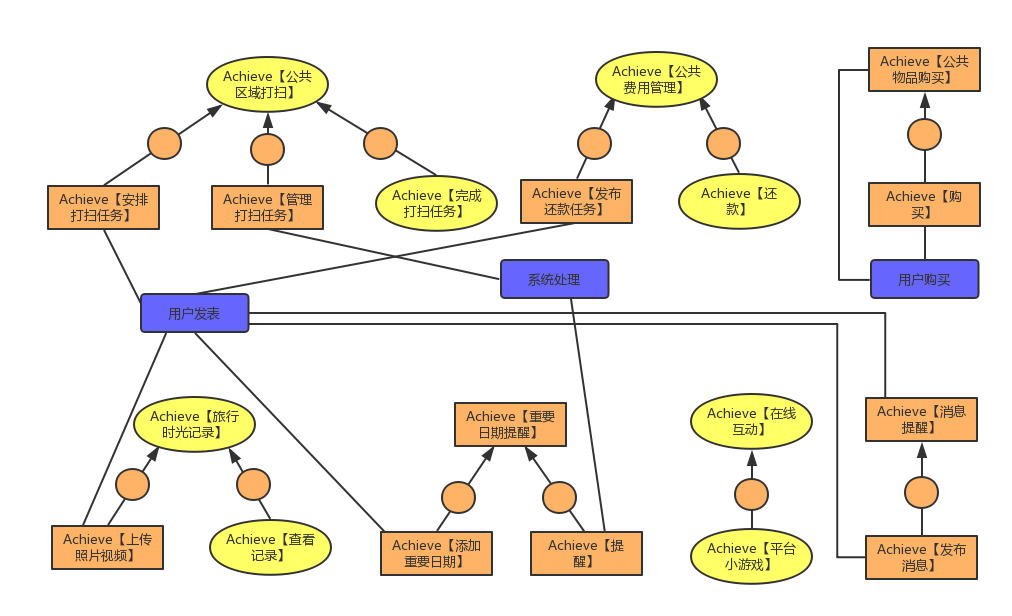 Achieve【公共
区域打扫】
Achieve【公共
费用管理】
Achieve【公共
物品购买】
Achieve【安排
打扫任务】
Achieve【管理
打扫任务】
Achieve【完成
打扫任务】
Achieve【发布
还款任务】
Achieve【还
款】
Achieve【购
买】
系统处理
用户购买
用户发表
Achieve【旅行
时光记录】
Achieve【重要
日期提醒】
Achieve【在线
互动】
Achieve【消息
提醒】
Achieve【上传
照片视频】
Achieve【查看
记录】
Achieve【添加
重要日期】
Achieve【提
醒】
Achieve【平台
小游戏】
Achieve【发布
消息】